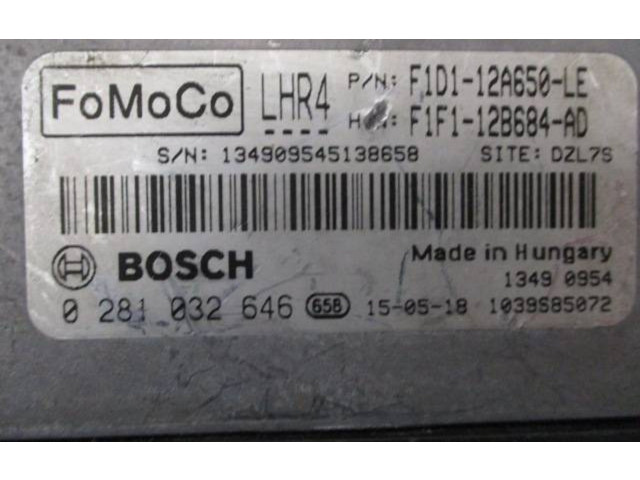 FoMoCo LHR4 P/N: F1D1-12A650-LE
F1F1-12B684-AD
S/N: 134909545138658 SITE: DZL7S
BOSCH Made in Hungary
1349 0954
0 281 032 646 658 15-05-18 1039S85072